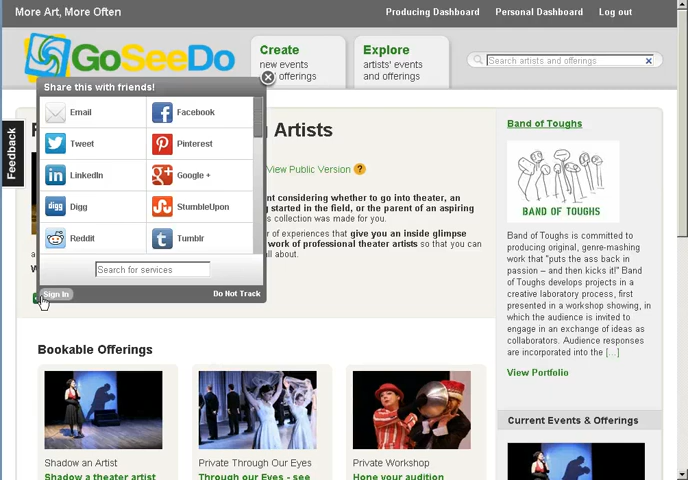 More Art, More Often
Producing Dashboard Personal Dashboard Log out
GoSeeDo
Create
new events
offerings
Explore
artists' events
and offerings
Search artists and offerings
Feedback
Share this with friends!
Email Facebook
Tweet Pinterest
LinkedIn Google +
Digg StumbleUpon
Reddit Tumblr
Search for services
Sign In Do Not Track
Artists
View Public Version ?
nt considering whether to go into theater, an
g started in the field, or the parent of an aspiring
s collection was made for you.
r of experiences that give you an inside glimpse
work of professional theater artists so that you can
all about.
Band of Toughs
BAND OF TOUGHS
Band of Toughs is committed to
producing original, genre-mashing
work that "puts the ass back in
passion – and then kicks it!" Band
of Toughs develops projects in a
creative laboratory process, first
presented in a workshop showing, in
which the audience is invited to
engage in an exchange of ideas as
collaborators. Audience responses
are incorporated into the [...]
View Portfolio
Current Events & Offerings
Bookable Offerings
Shadow an Artist
Shadow a theater artist
Private Through Our Eyes
Through our Eyes - see
Private Workshop
Hone your audition